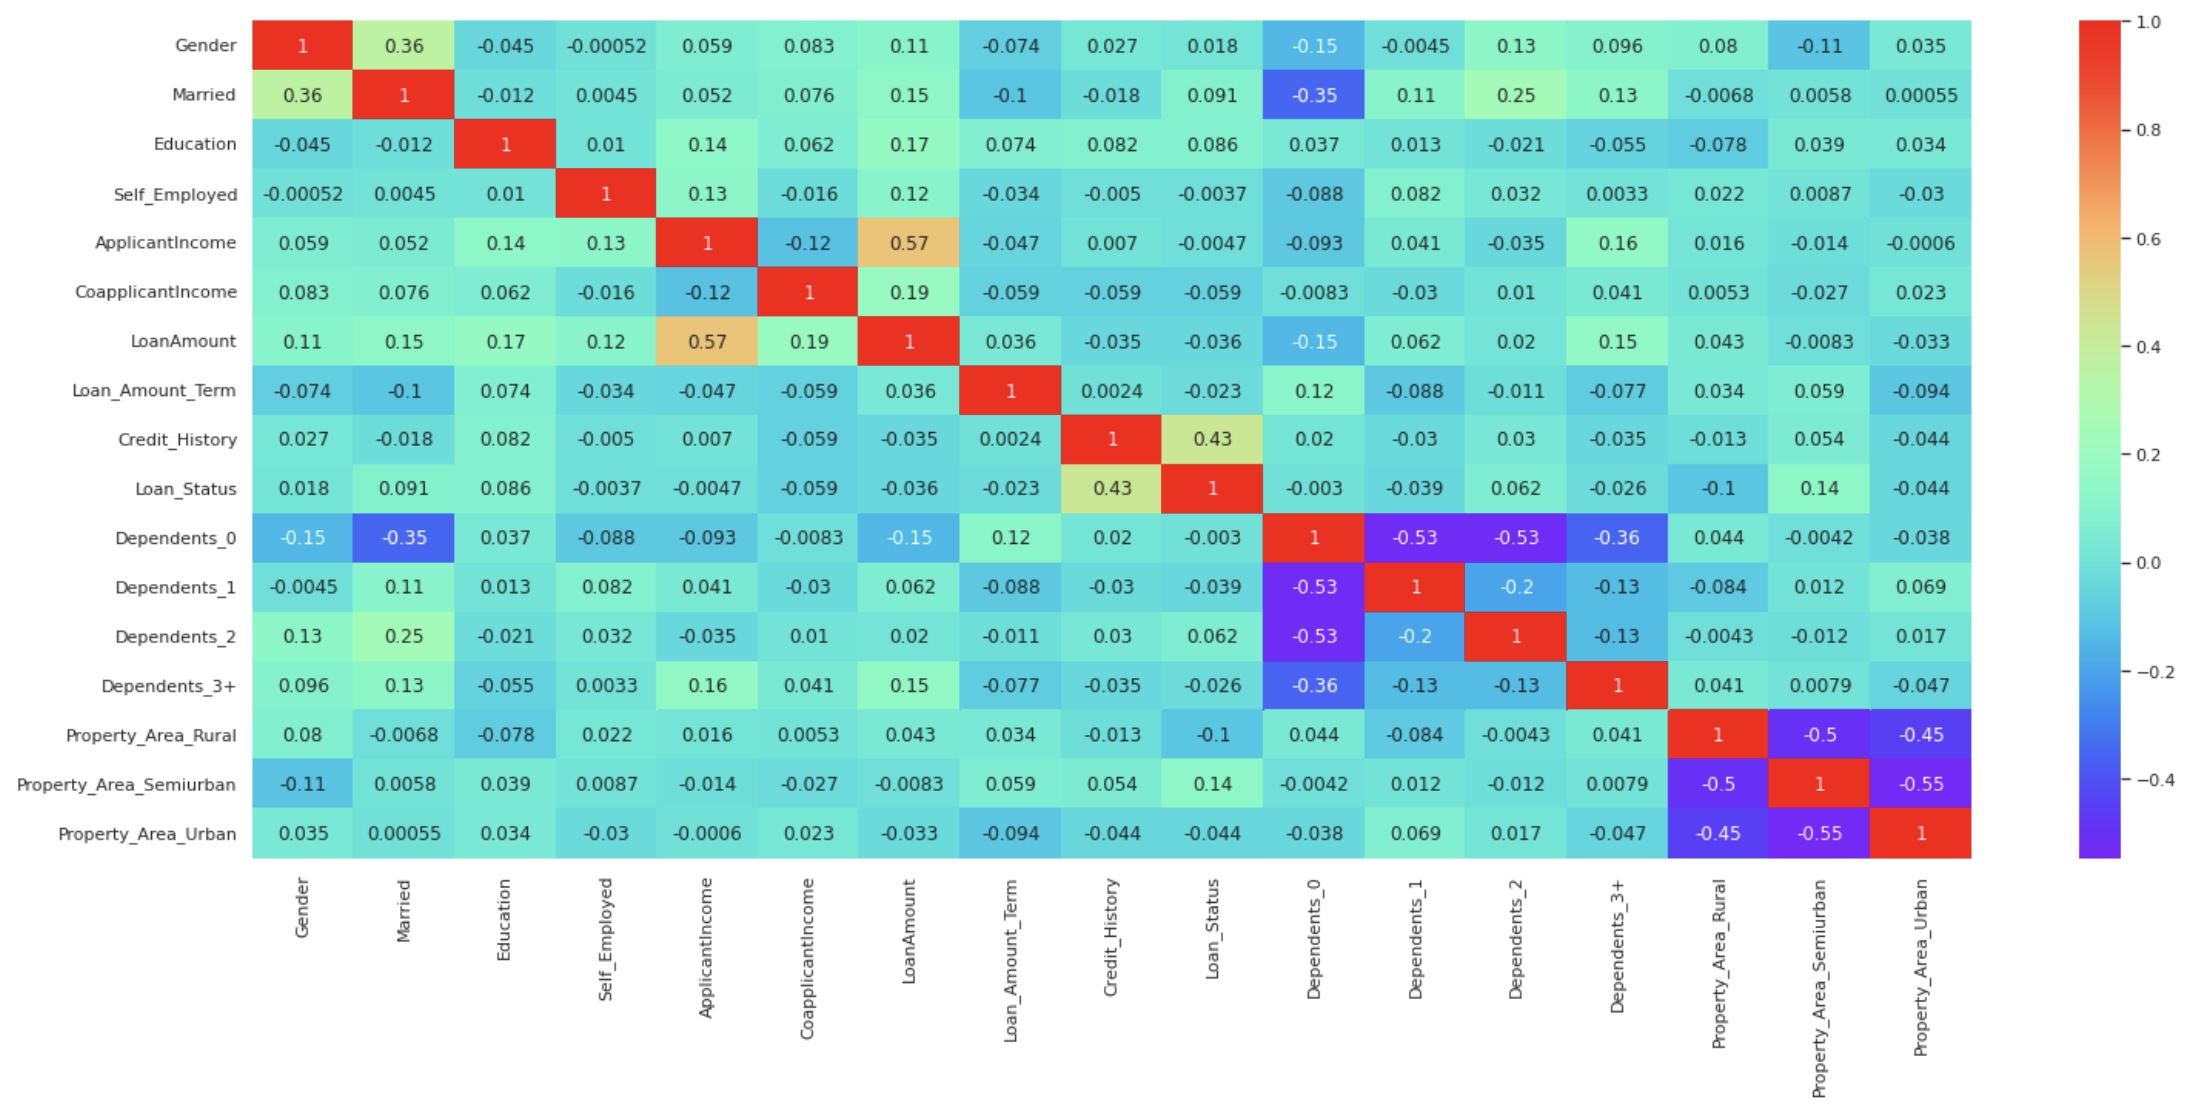 Gender 1 0.36 -0.045 -0.00052 0.059 0.083 0.11 -0.074 0.027 0.018 -0.15 -0.0045 0.13 0.096 0.08 -0.11 0.035
Married 0.36 1 -0.012 0.0045 0.052 0.076 0.15 -0.1 -0.018 0.091 -0.35 0.11 0.25 0.13 -0.0068 0.0058 0.00055
Education -0.045 -0.012 1 0.01 0.14 0.062 0.17 0.074 0.082 0.086 0.037 0.013 -0.021 -0.055 -0.078 0.039 0.034
Self_Employed -0.00052 0.0045 0.01 1 0.13 -0.016 0.12 -0.034 -0.005 -0.0037 -0.088 0.082 0.032 0.0033 0.022 0.0087 -0.03
ApplicantIncome 0.059 0.052 0.14 0.13 1 -0.12 0.57 -0.047 0.007 -0.0047 -0.093 0.041 -0.035 0.16 0.016 -0.014 -0.0006
CoapplicantIncome 0.083 0.076 0.062 -0.016 -0.12 1 0.19 -0.059 -0.059 -0.059 -0.0083 -0.03 0.01 0.041 0.0053 -0.027 0.023
LoanAmount 0.11 0.15 0.17 0.12 0.57 0.19 1 0.036 -0.035 -0.036 -0.15 0.062 0.02 0.15 0.043 -0.0083 -0.033
Loan_Amount_Term -0.074 -0.1 0.074 -0.034 -0.047 -0.059 0.036 1 0.0024 -0.023 0.12 -0.088 -0.011 -0.077 0.034 0.059 -0.094
Credit_History 0.027 -0.018 0.082 -0.005 0.007 -0.059 -0.035 0.0024 1 0.43 0.02 -0.03 0.03 -0.035 -0.013 0.054 -0.044
Loan_Status 0.018 0.091 0.086 -0.0037 -0.0047 -0.059 -0.036 -0.023 0.43 1 -0.003 -0.039 0.062 -0.026 -0.1 0.14 -0.044
Dependents_0 -0.15 -0.35 0.037 -0.088 -0.093 -0.0083 -0.15 0.12 0.02 -0.003 1 -0.53 -0.53 -0.36 0.044 -0.0042 -0.038
Dependents_1 -0.0045 0.11 0.013 0.082 0.041 -0.03 0.062 -0.088 -0.03 -0.039 -0.53 1 -0.2 -0.13 -0.084 0.012 0.069
Dependents_2 0.13 0.25 -0.021 0.032 -0.035 0.01 0.02 -0.011 0.03 0.062 -0.53 -0.2 1 -0.13 -0.0043 -0.012 0.017
Dependents_3+ 0.096 0.13 -0.055 0.0033 0.16 0.041 0.15 -0.077 -0.035 -0.026 -0.36 -0.13 -0.13 1 0.041 0.0079 -0.047
Property_Area_Rural 0.08 -0.0068 -0.078 0.022 0.016 0.0053 0.043 0.034 -0.013 -0.1 0.044 -0.084 -0.0043 0.041 1 -0.5 -0.45
Property_Area_Semiurban -0.11 0.0058 0.039 0.0087 -0.014 -0.027 -0.0083 0.059 0.054 0.14 -0.0042 0.012 -0.012 0.0079 -0.5 1 -0.55
Property_Area_Urban 0.035 0.00055 0.034 -0.03 -0.0006 0.023 -0.033 -0.094 -0.044 -0.044 -0.038 0.069 0.017 -0.047 -0.45 -0.55 1
Gender
Married
Education
Self_Employed
ApplicantIncome
CoapplicantIncome
LoanAmount
Loan_Amount_Term
Credit_History
Loan_Status
Dependents_0
Dependents_1
Dependents_2
Dependents_3+
Property_Area_Rural
Property_Area_Semiurban
Property_Area_Urban
1.0
0.8
0.6
0.4
0.2
0.0
−0.2
−0.4